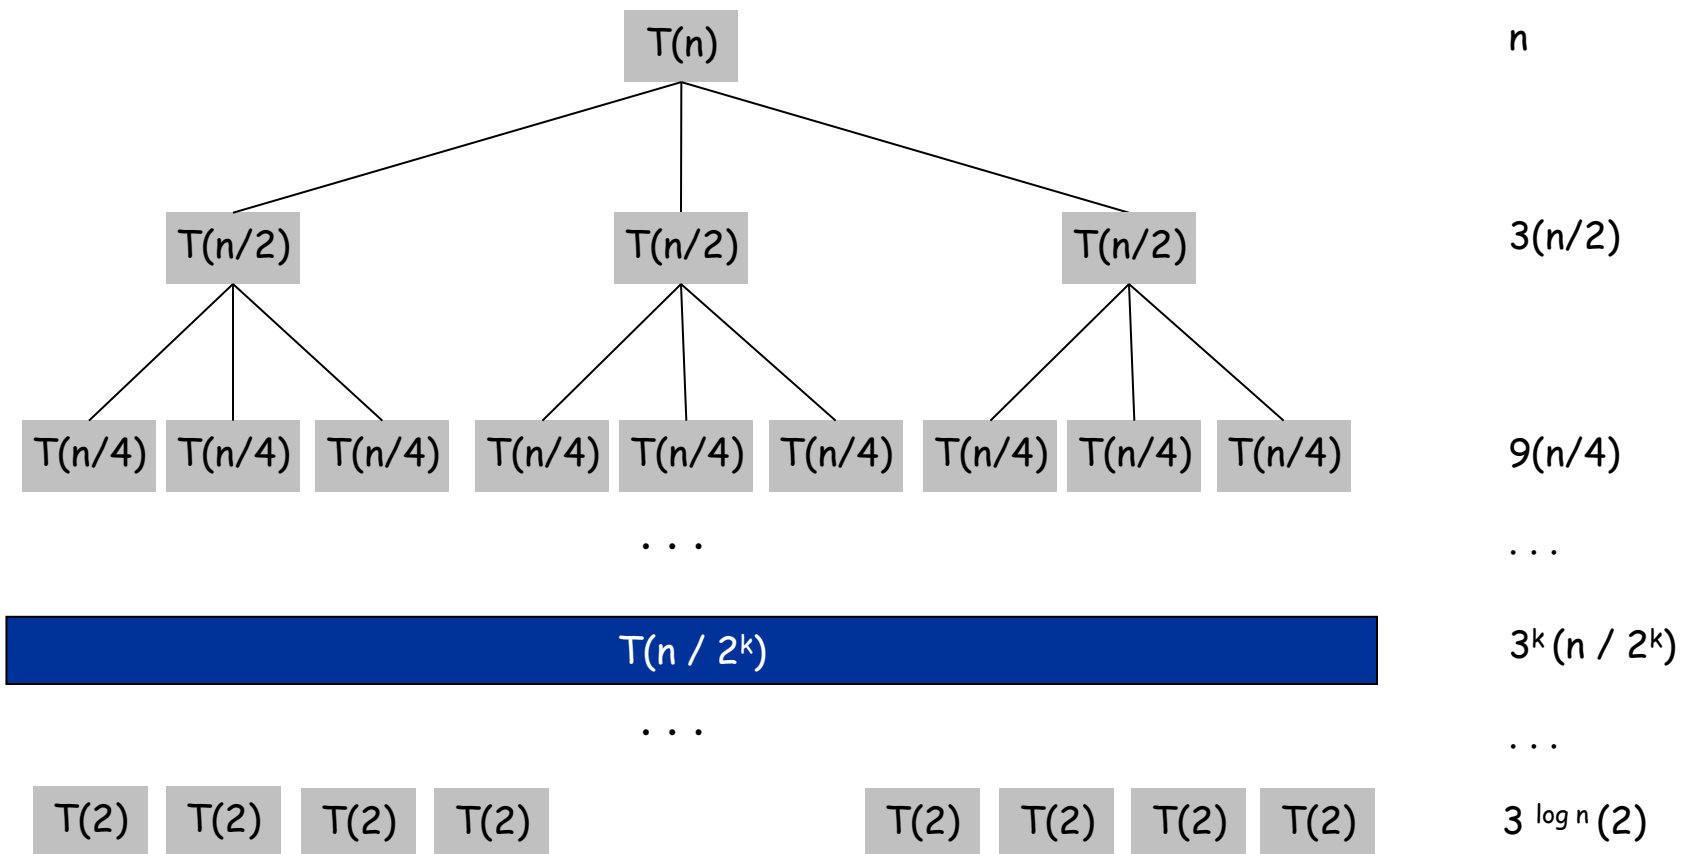 T(n) n
T(n/2) T(n/2) T(n/2) 3(n/2)
T(n/4) T(n/4) T(n/4) T(n/4) T(n/4) T(n/4) T(n/4) T(n/4) T(n/4) 9(n/4)
. . . . . .
T(n / 2ᵏ) 3ᵏ (n / 2ᵏ)
. . . . . .
T(2) T(2) T(2) T(2) T(2) T(2) T(2) T(2) 3 ˡᵒᵍ ⁿ (2)